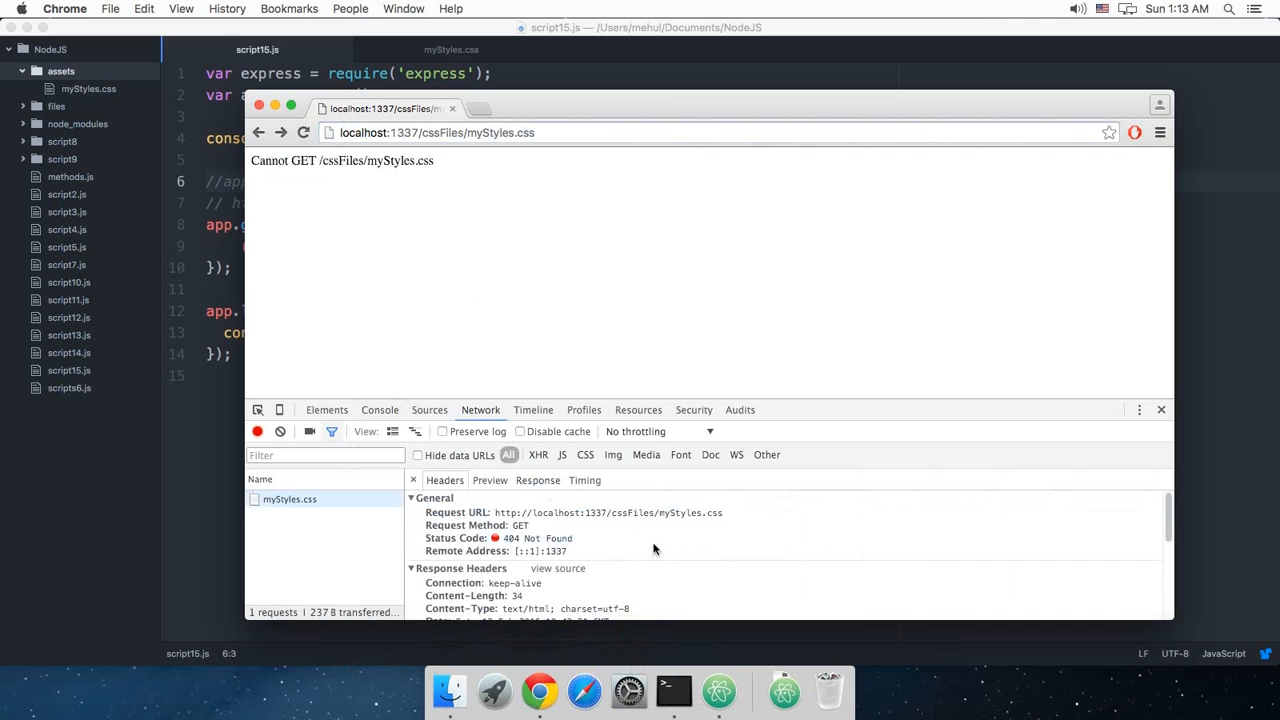 Chrome File Edit View History Bookmarks People Window Help Sun 1:13 AM
script15.js — /Users/mehul/Documents/NodeJS
NodeJS
assets
myStyles.css
files
node_modules
script8
script9
methods.js
script2.js
script3.js
script4.js
script5.js
script7.js
script10.js
script11.js
script12.js
script13.js
script14.js
script15.js
scripts6.js
script15.js myStyles.css
1 var express = require('express');
2 var
3
4
5
6
7
8 app.
9
10 });
11
12 app.
13
14 });
15
localhost:1337/cssFiles/m
localhost:1337/cssFiles/myStyles.css
Cannot GET /cssFiles/myStyles.css
Elements Console Sources Network Timeline Profiles Resources Security Audits
View: Preserve log Disable cache No throttling
Filter Hide data URLs All XHR JS CSS Img Media Font Doc WS Other
Name
myStyles.css
1 requests | 237 B transferred...
Headers Preview Response Timing
General
Request URL: http://localhost:1337/cssFiles/myStyles.css
Request Method: GET
Status Code: 404 Not Found
Remote Address: [::1]:1337
Response Headers view source
Connection: keep-alive
Content-Length: 34
Content-Type: text/html; charset=utf-8
script15.js 6:3 LF UTF-8 JavaScript